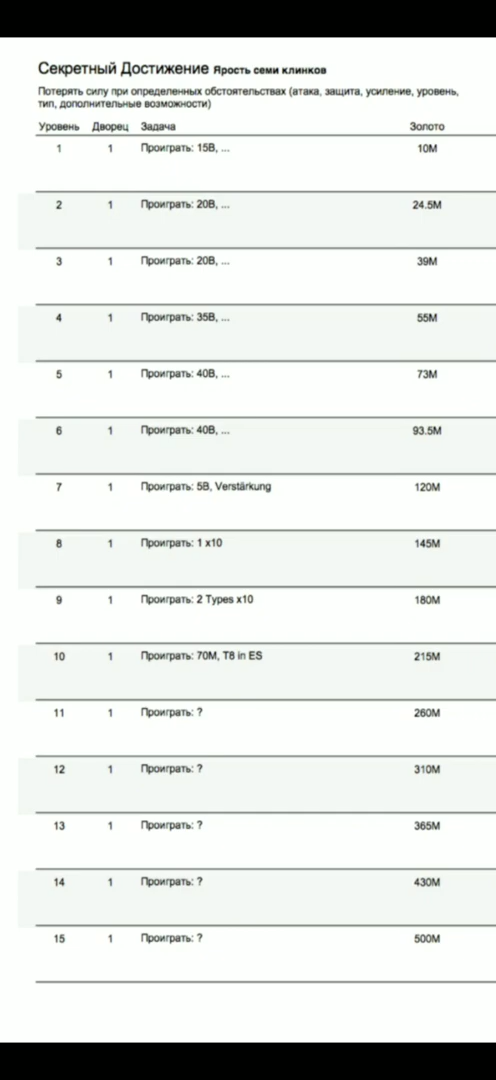 Секретный Достижение Ярость семи клинков
Потерять силу при определенных обстоятельствах (атака, защита, усиление, уровень,
тип, дополнительные возможности)
Уровень Дворец Задача Золото
1 1 Проиграть: 15B, ... 10M
2 1 Проиграть: 20B, ... 24.5M
3 1 Проиграть: 20B, ... 39M
4 1 Проиграть: 35B, ... 55M
5 1 Проиграть: 40B, ... 73M
6 1 Проиграть: 40B, ... 93.5M
7 1 Проиграть: 5B, Verstärkung 120M
8 1 Проиграть: 1 x10 145M
9 1 Проиграть: 2 Types x10 180M
10 1 Проиграть: 70M, T8 in ES 215M
11 1 Проиграть: ? 260M
12 1 Проиграть: ? 310M
13 1 Проиграть: ? 365M
14 1 Проиграть: ? 430M
15 1 Проиграть: ? 500M